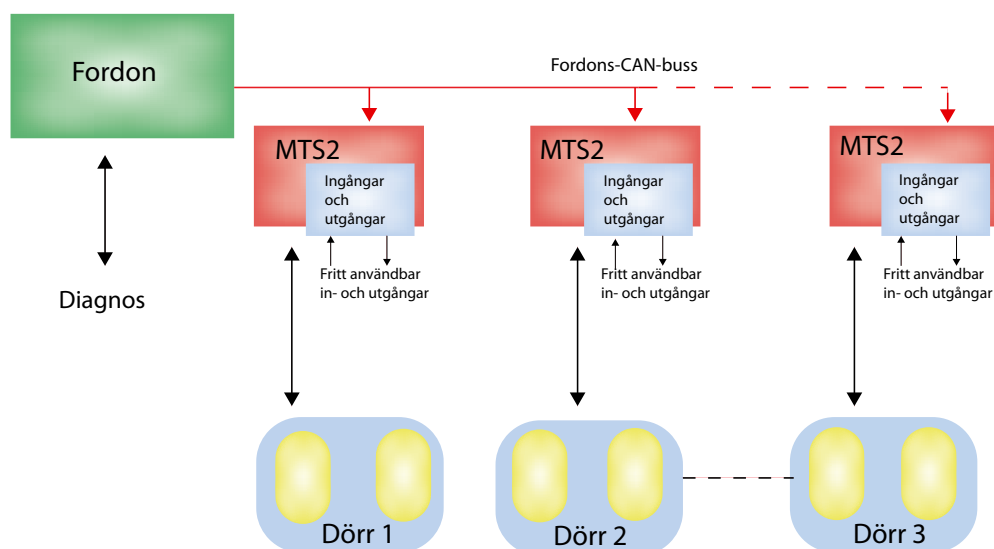 Fordon
Fordons-CAN-buss
MTS2
Ingångar
och
utgångar
Fritt användbar
in- och utgångar
MTS2
Ingångar
och
utgångar
Fritt användbar
in- och utgångar
MTS2
Ingångar
och
utgångar
Fritt användbar
in- och utgångar
Diagnos
Dörr 1
Dörr 2
Dörr 3